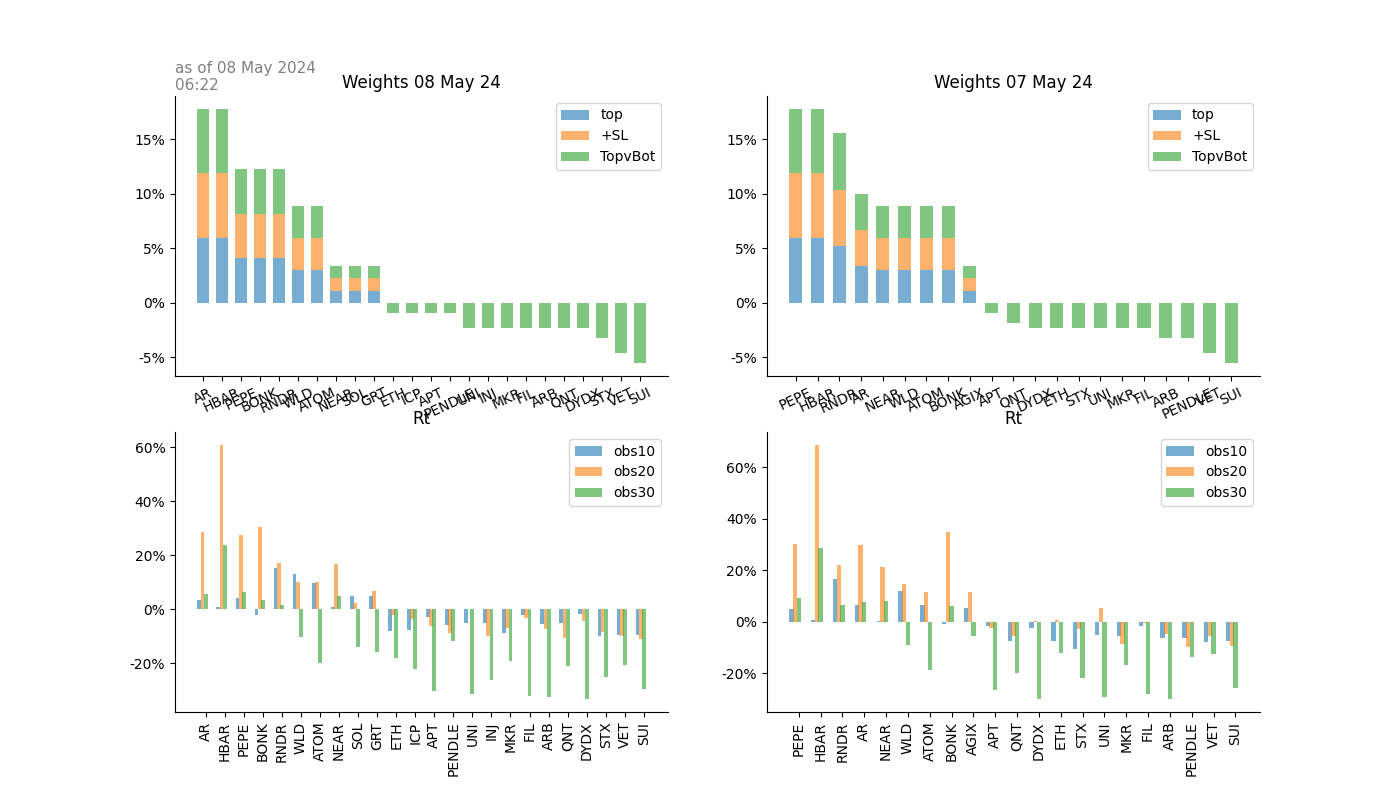 as of 08 May 2024
06:22
Weights 08 May 24
Weights 07 May 24
top
+SL
TopvBot
top
+SL
TopvBot
15%
10%
5%
0%
-5%
15%
10%
5%
0%
-5%
AR HBAR PEPE BONK RNDR WLD ATOM NEAR SOL GRT ETH ICP APT PENDLE UNI INJ MKR FIL ARB QNT DYDX STX VET SUI
PEPE HBAR RNDR AR NEAR WLD ATOM BONK AGIX APT QNT DYDX ETH STX UNI MKR FIL ARB PENDLE VET SUI
Rt
Rt
obs10
obs20
obs30
obs10
obs20
obs30
60%
40%
20%
0%
-20%
60%
40%
20%
0%
-20%
AR HBAR PEPE BONK RNDR WLD ATOM NEAR SOL GRT ETH ICP APT PENDLE UNI INJ MKR FIL ARB QNT DYDX STX VET SUI
PEPE HBAR RNDR AR NEAR WLD ATOM BONK AGIX APT QNT DYDX ETH STX UNI MKR FIL ARB PENDLE VET SUI